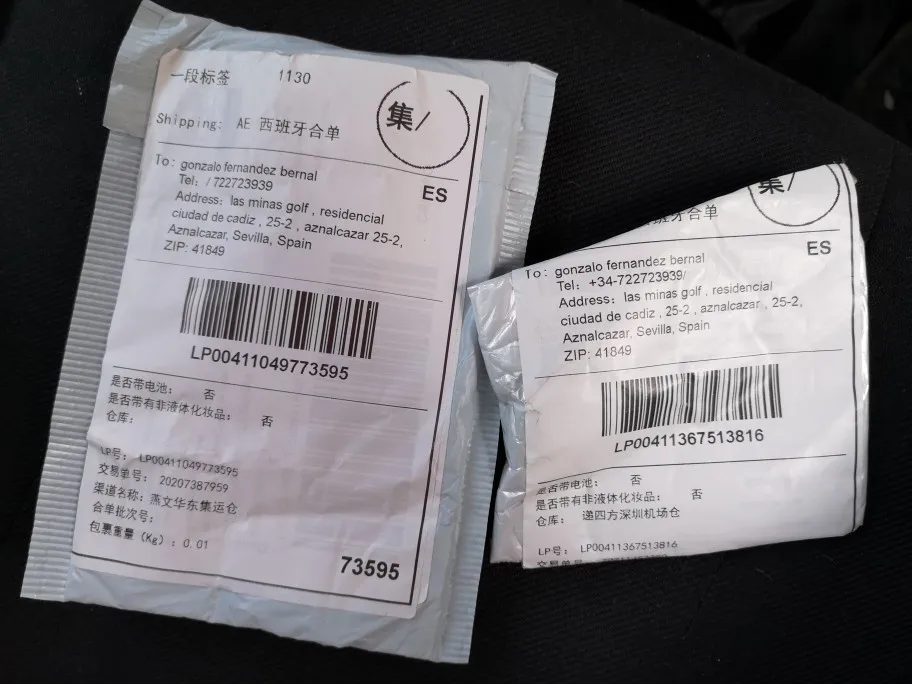 一段标签 1130
集/
Shipping: AE 西班牙合单
To: gonzalo fernandez bernal
ES
Tel: / 722723939
Address: las minas golf , residencial
ciudad de cadiz , 25-2 , aznalcazar 25-2,
Aznalcazar, Sevilla, Spain
ZIP: 41849
LP00411049773595
是否带电池: 否
是否带有非液体化妆品: 否
仓库:
LP号: LP00411049773595
交易单号: 20207387959
渠道名称: 燕文华东集运仓
合单批次号:
包裹重量 (Kg) : 0.01
73595
集/
班牙合单
ES
To: gonzalo fernandez bernal
Tel: +34-722723939/
Address: las minas golf , residencial
ciudad de cadiz , 25-2 , aznalcazar , 25-2,
Aznalcazar, Sevilla, Spain
ZIP: 41849
LP00411367513816
是否带电池: 否
是否带有非液体化妆品: 否
仓库: 递四方深圳机场仓
LP号: LP00411367513816
交易单号: